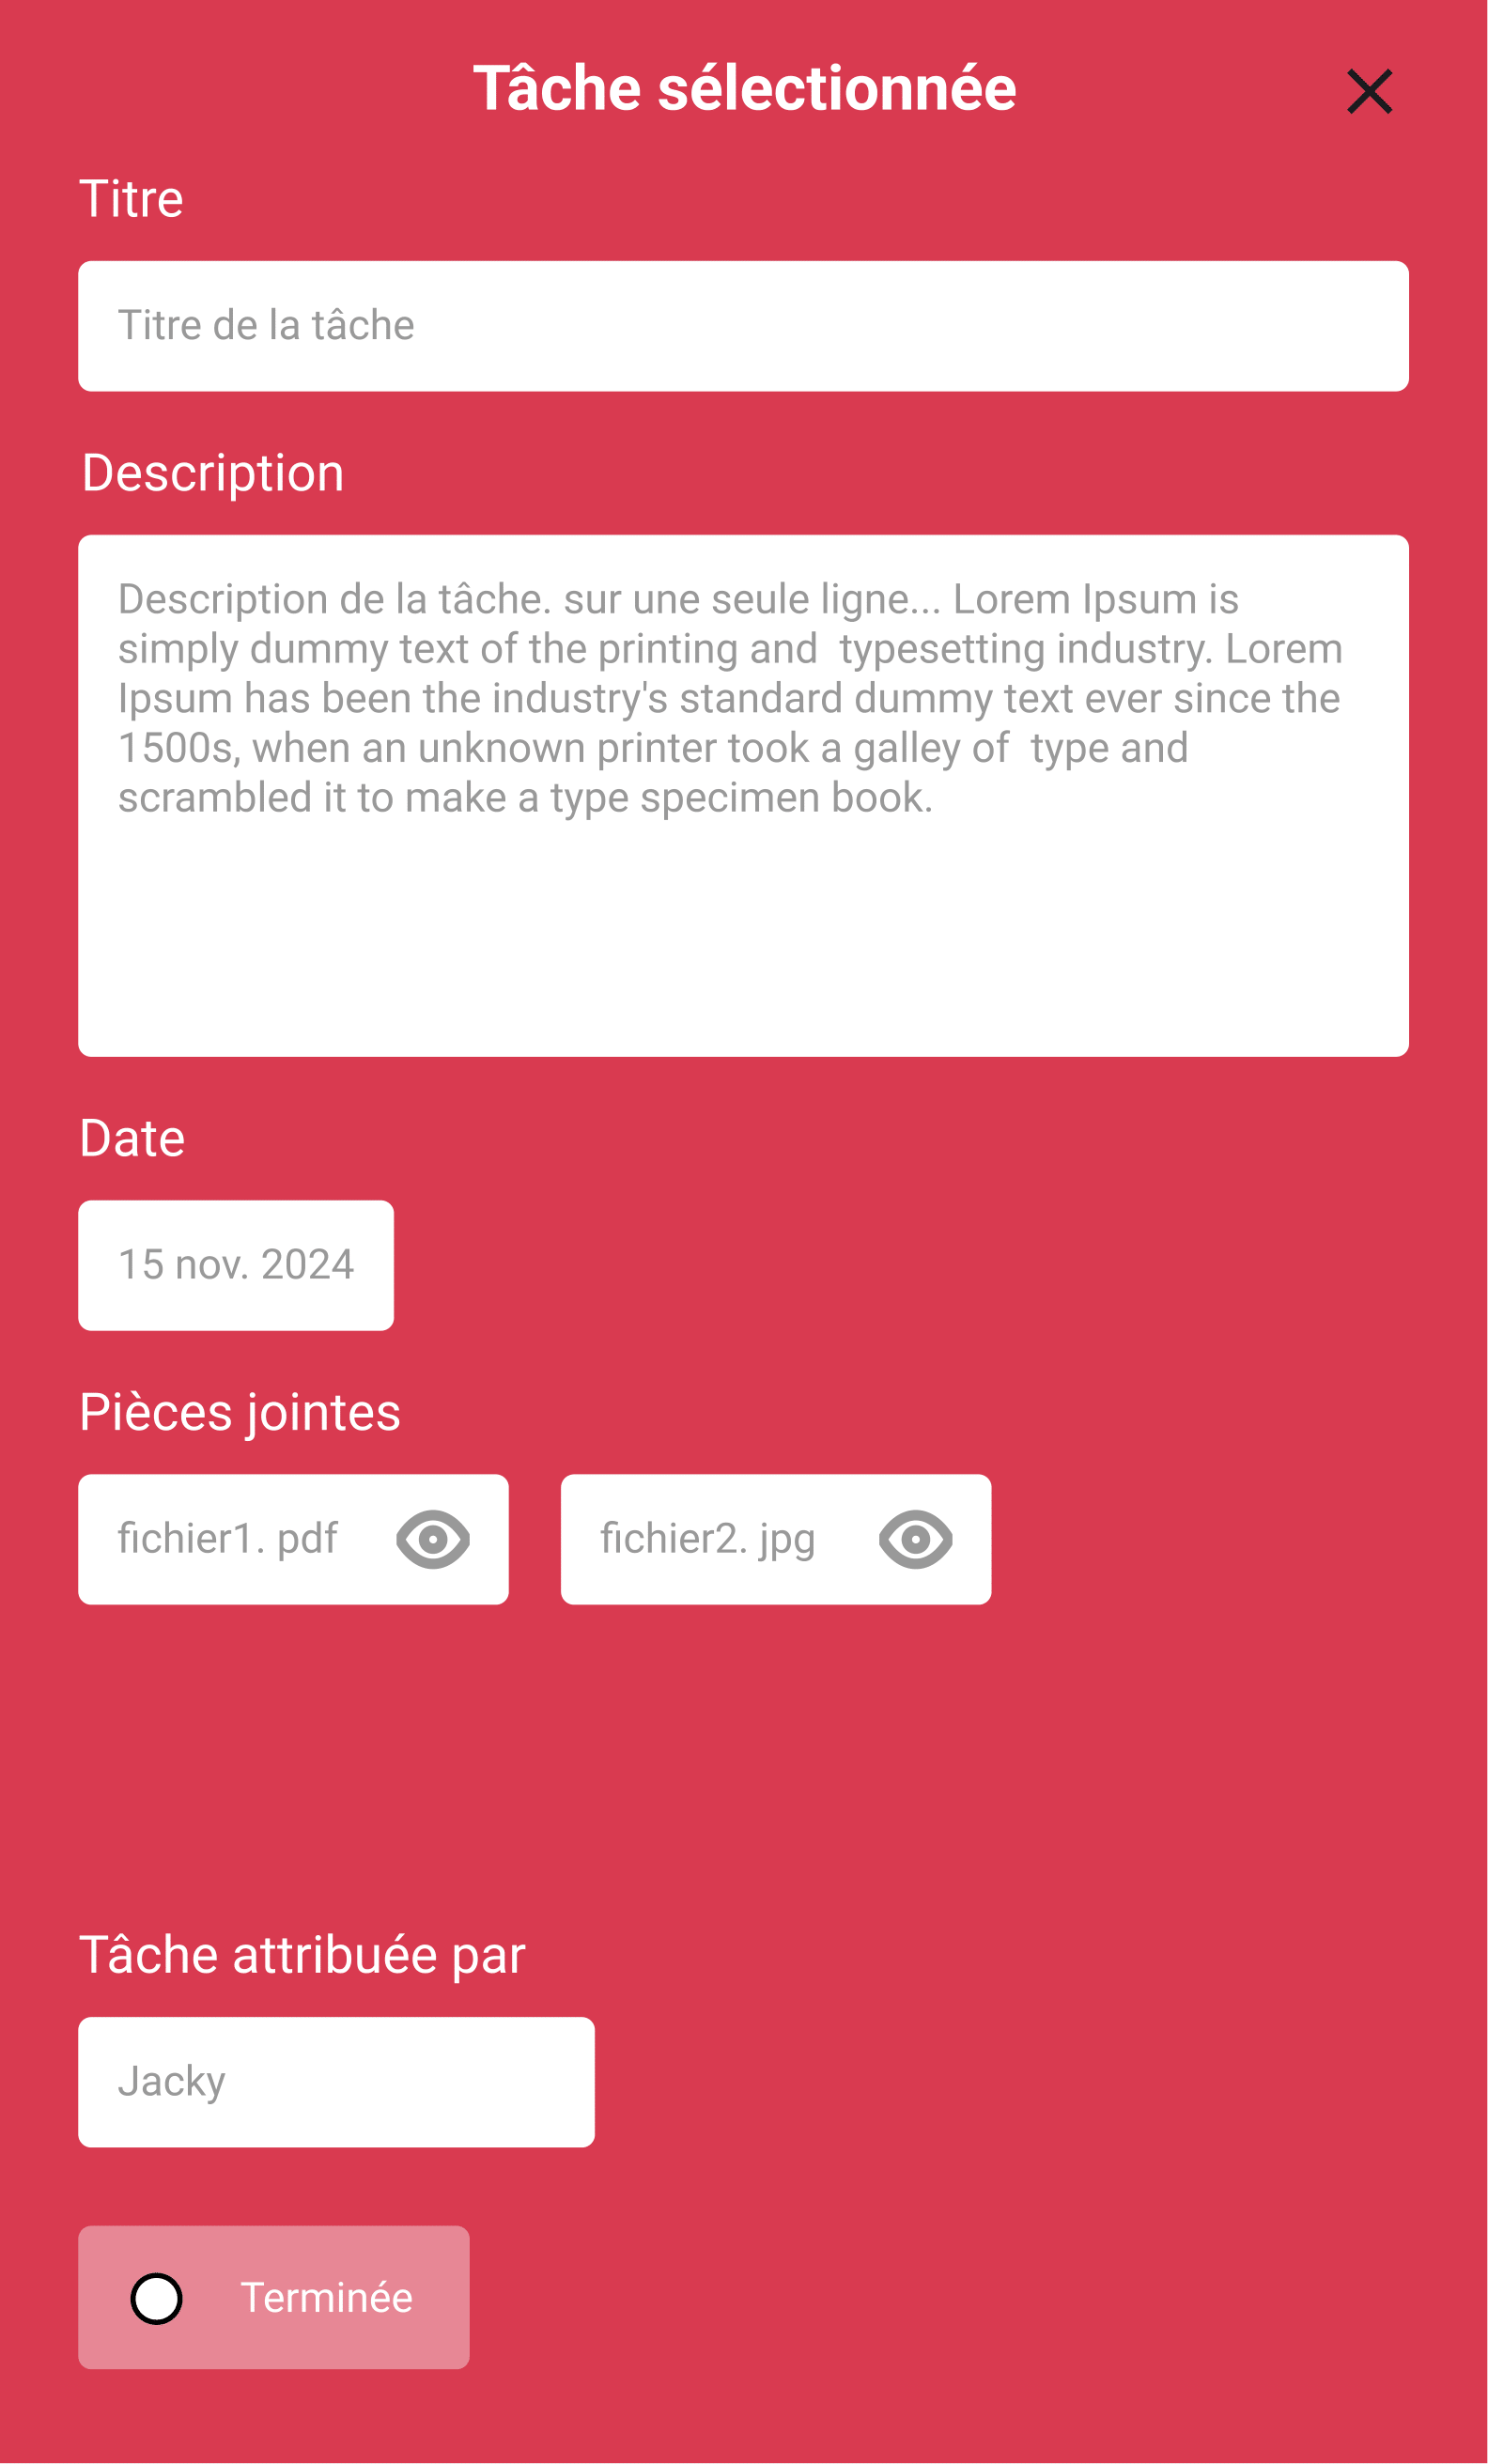 Tâche sélectionnée
Titre
Titre de la tâche
Description
Description de la tâche. sur une seule ligne... Lorem Ipsum is
simply dummy text of the printing and  typesetting industry. Lorem
Ipsum has been the industry's standard dummy text ever since the
1500s, when an unknown printer took a galley of  type and
scrambled it to make a type specimen book.
Date
15 nov. 2024
Pièces jointes
fichier1. pdf
fichier2. jpg
Tâche attribuée par
Jacky
Terminée